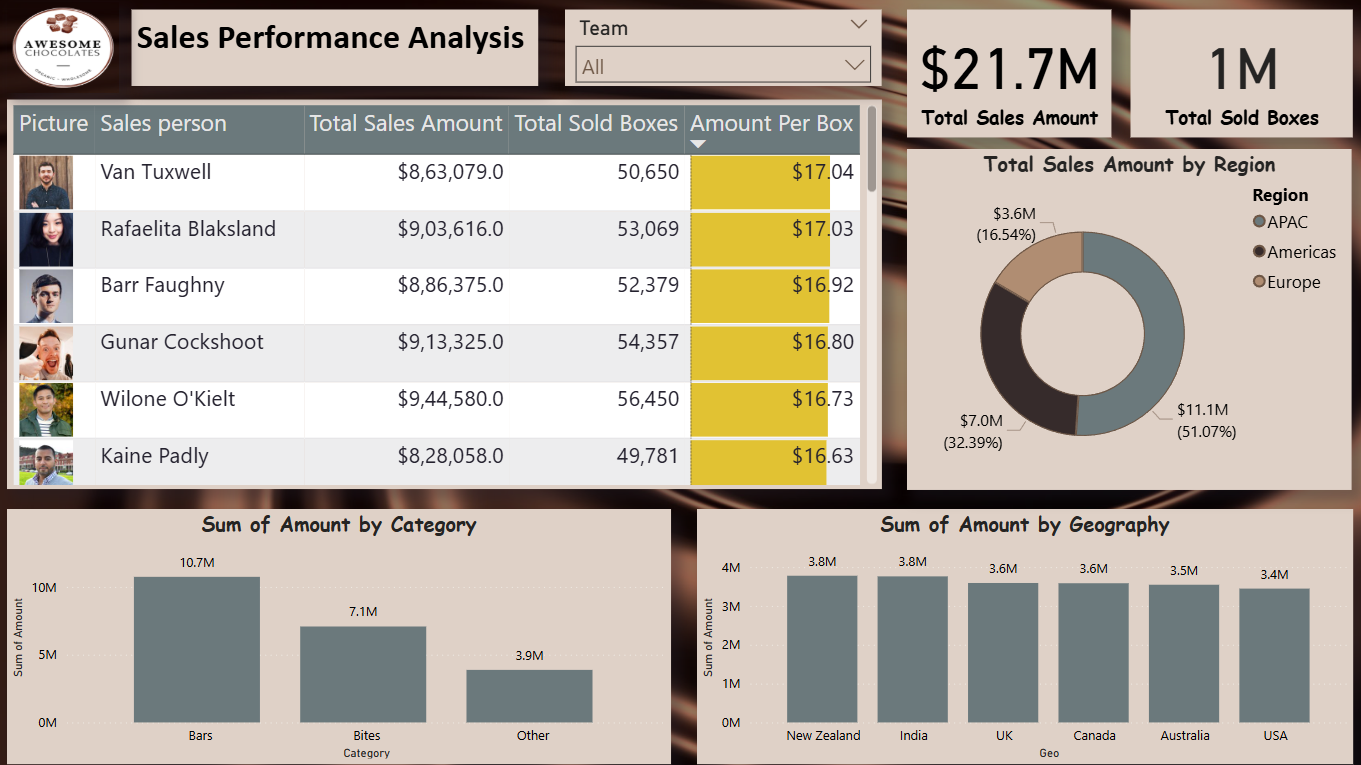 AWESOME
CHOCOLATES
ORGANIC - WHOLESOME
Sales Performance Analysis
Team
All
$21.7M
Total Sales Amount
1M
Total Sold Boxes
Picture Sales person Total Sales Amount Total Sold Boxes Amount Per Box
Van Tuxwell $8,63,079.0 50,650 $17.04
Rafaelita Blaksland $9,03,616.0 53,069 $17.03
Barr Faughny $8,86,375.0 52,379 $16.92
Gunar Cockshoot $9,13,325.0 54,357 $16.80
Wilone O'Kielt $9,44,580.0 56,450 $16.73
Kaine Padly $8,28,058.0 49,781 $16.63
Total Sales Amount by Region
Region
APAC
Americas
Europe
$3.6M
(16.54%)
$7.0M
(32.39%)
$11.1M
(51.07%)
Sum of Amount by Category
Sum of Amount
10M
5M
0M
10.7M
7.1M
3.9M
Bars Bites Other
Category
Sum of Amount by Geography
Sum of Amount
4M
3M
2M
1M
0M
3.8M 3.8M 3.6M 3.6M 3.5M 3.4M
New Zealand India UK Canada Australia USA
Geo